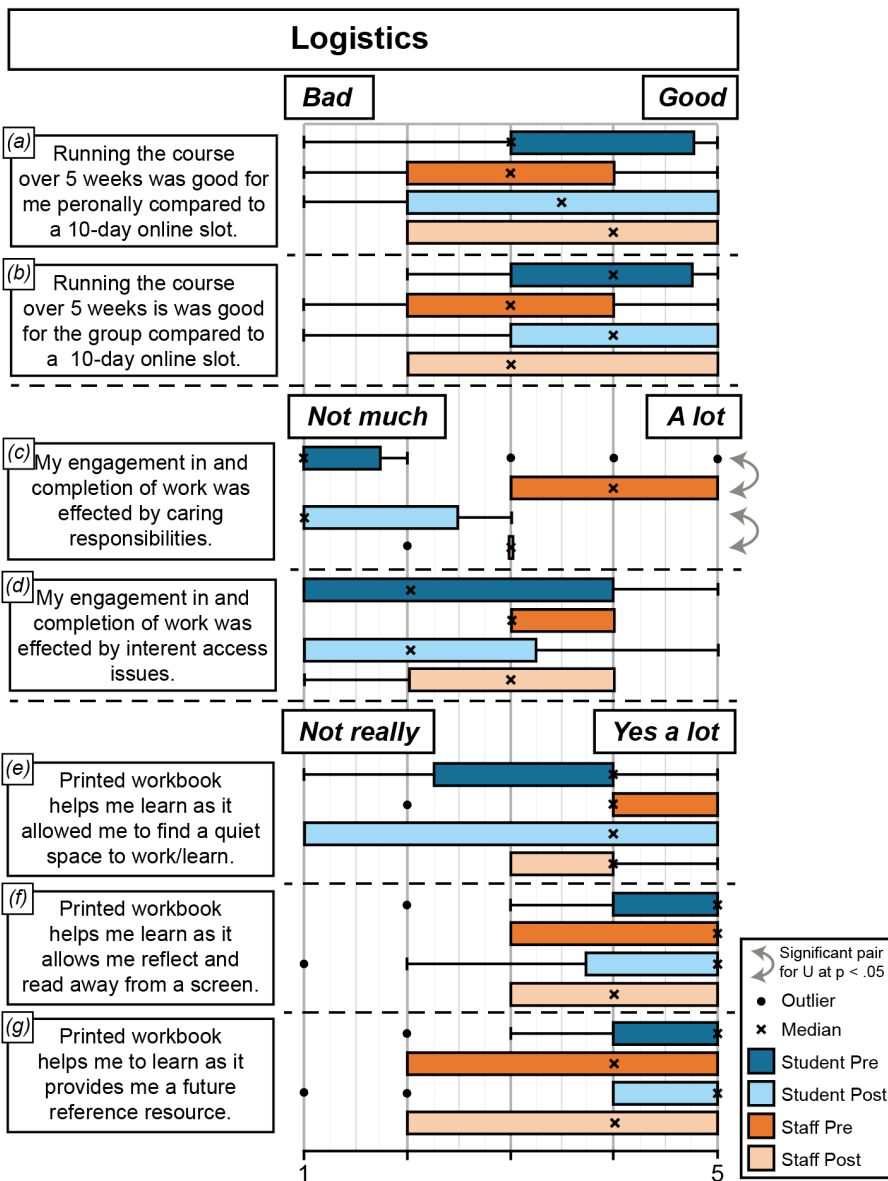 Logistics
Bad
Good
(a)
Running the course
over 5 weeks was good for
me peronally compared to
a 10-day online slot.
(b)
Running the course
over 5 weeks is was good
for the group compared to
a 10-day online slot.
Not much
A lot
(c)
My engagement in and
completion of work was
effected by caring
responsibilities.
(d)
My engagement in and
completion of work was
effected by interent access
issues.
Not really
Yes a lot
(e)
Printed workbook
helps me learn as it
allowed me to find a quiet
space to work/learn.
(f)
Printed workbook
helps me learn as it
allows me reflect and
read away from a screen.
(g)
Printed workbook
helps me to learn as it
provides me a future
reference resource.
1
5
Significant pair
for U at p < .05
Outlier
Median
Student Pre
Student Post
Staff Pre
Staff Post